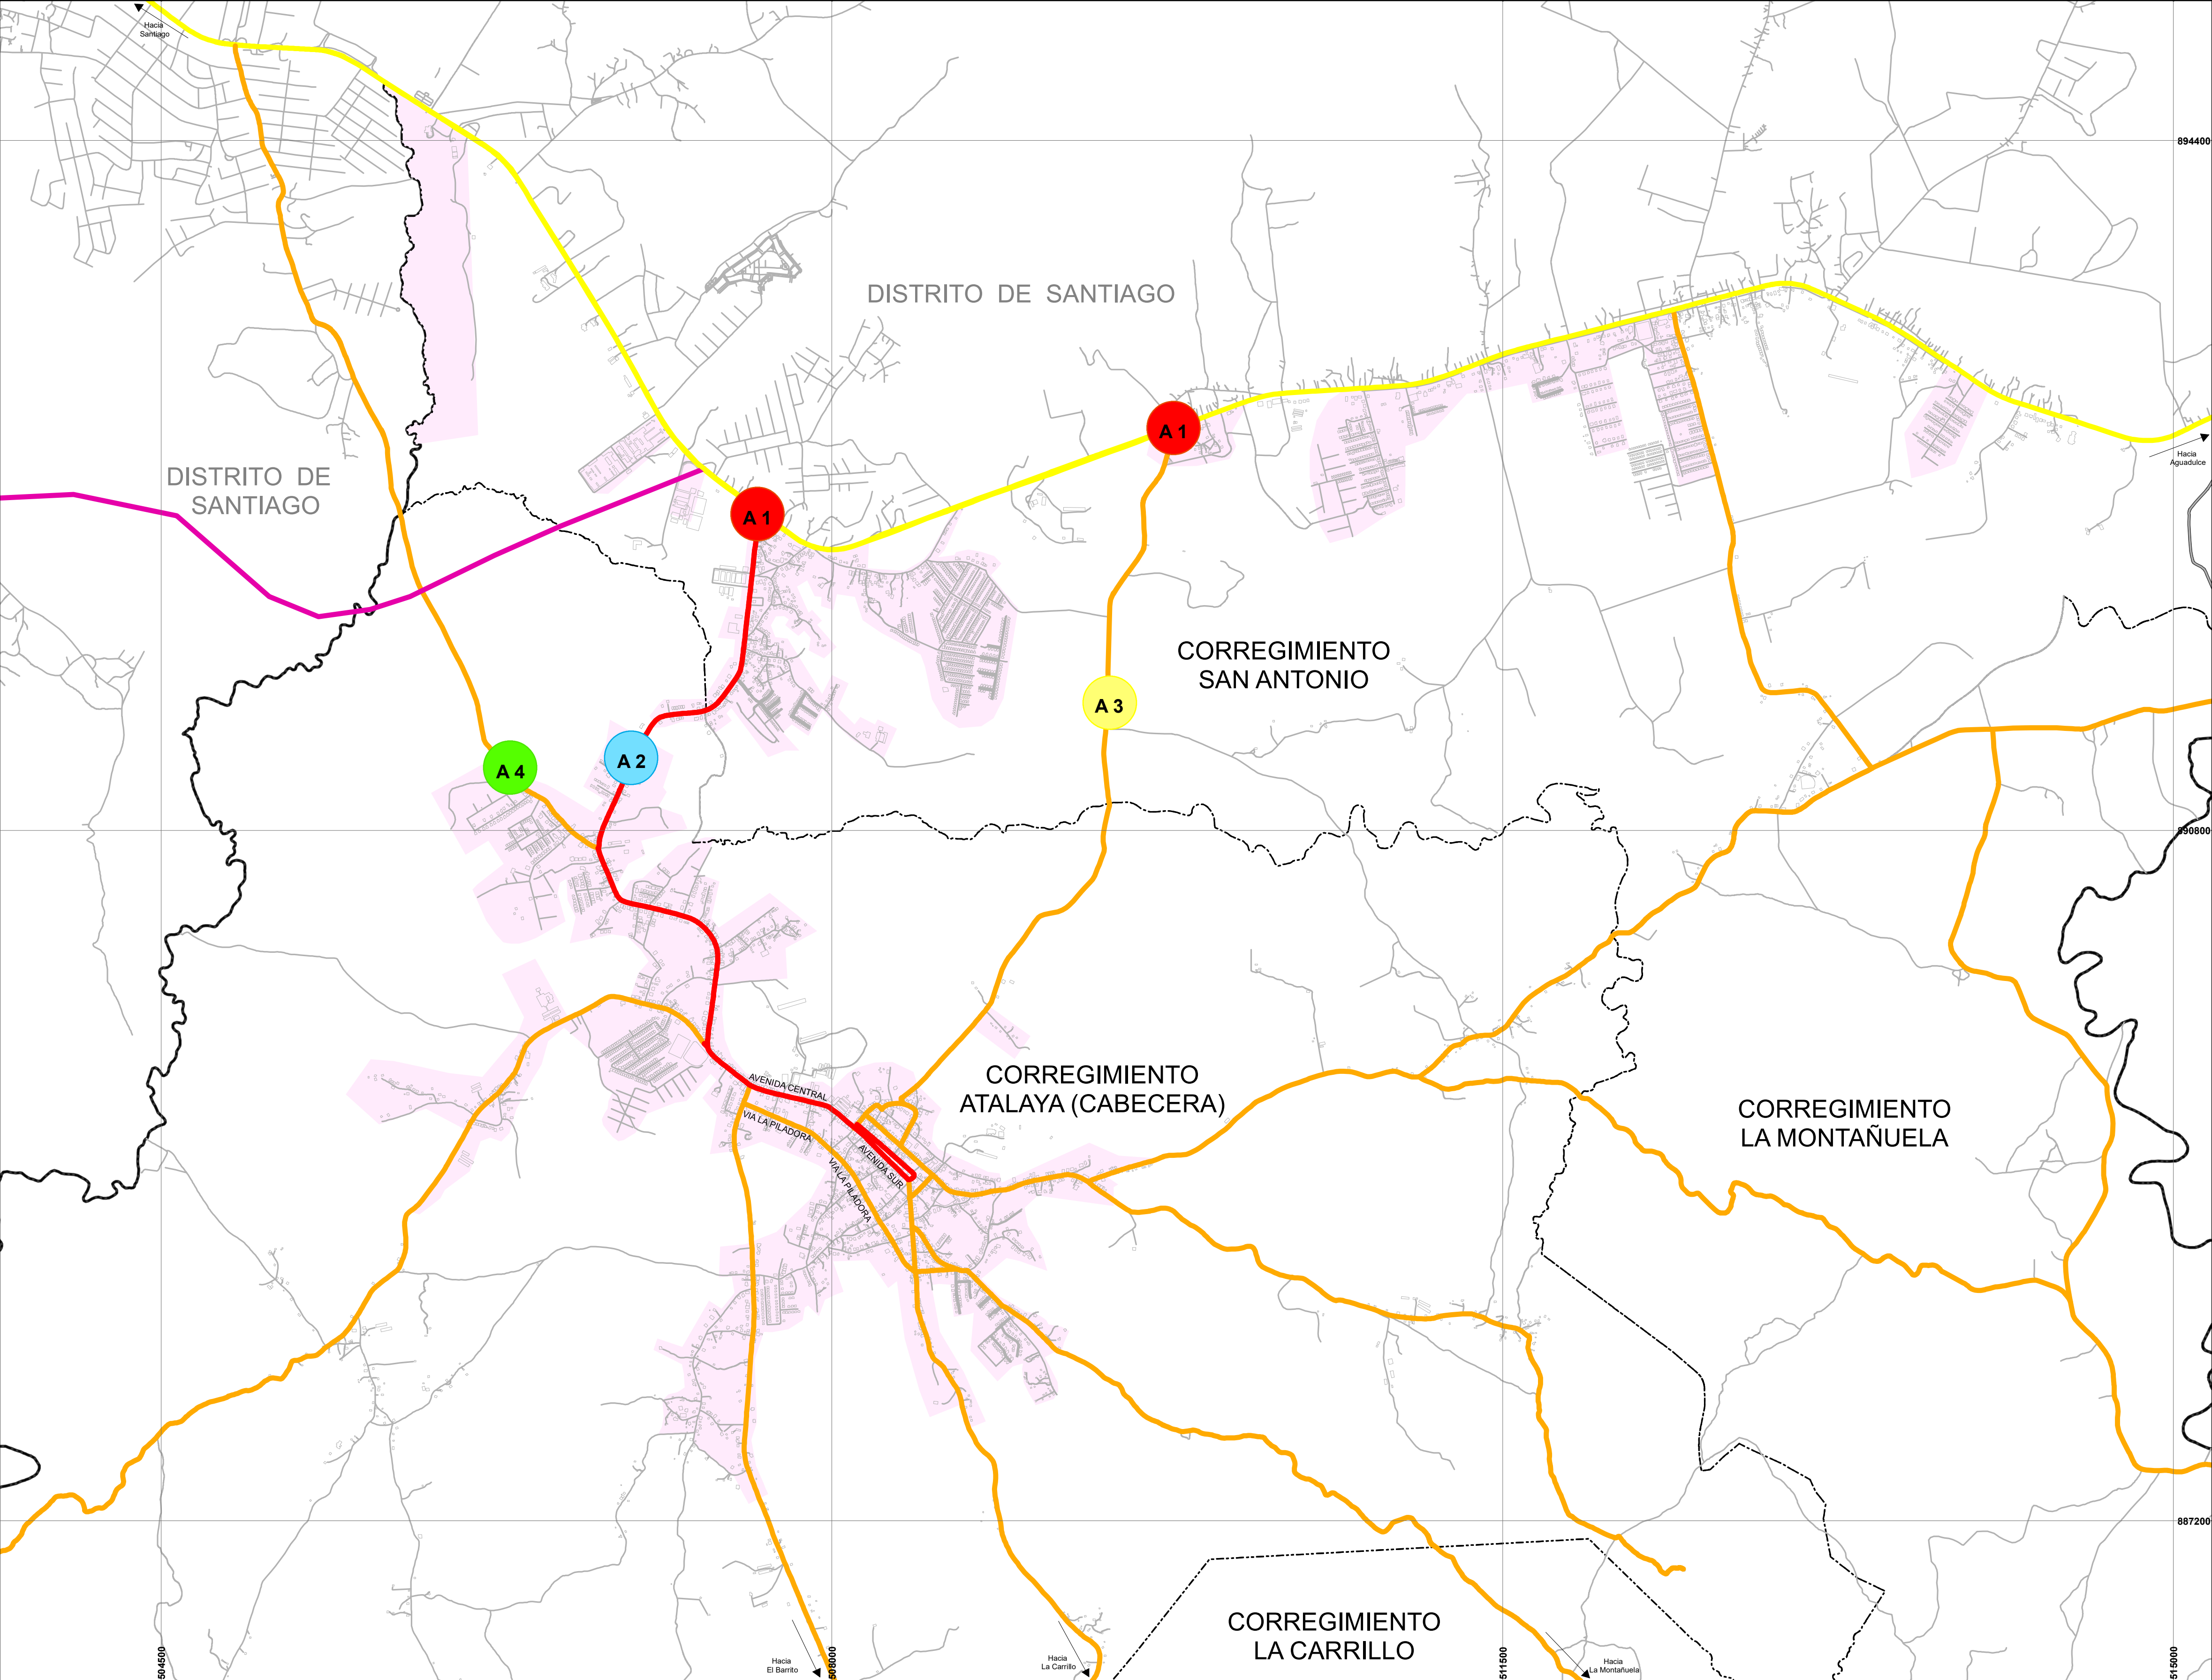 Hacia
Santiago
894400
DISTRITO DE SANTIAGO
A 1
Hacia
Aguadulce
DISTRITO DE
SANTIAGO
A 1
CORREGIMIENTO
SAN ANTONIO
A 3
A 2
A 4
890800
CORREGIMIENTO
ATALAYA (CABECERA)
AVENIDA CENTRAL
VIA LA PILADORA
AVENIDA SUR
VIA LA PILADORA
CORREGIMIENTO
LA MONTAÑUELA
887200
CORREGIMIENTO
LA CARRILLO
504500
Hacia
El Barrito
508000
Hacia
La Carrillo
511500
Hacia
La Montañuela
515000